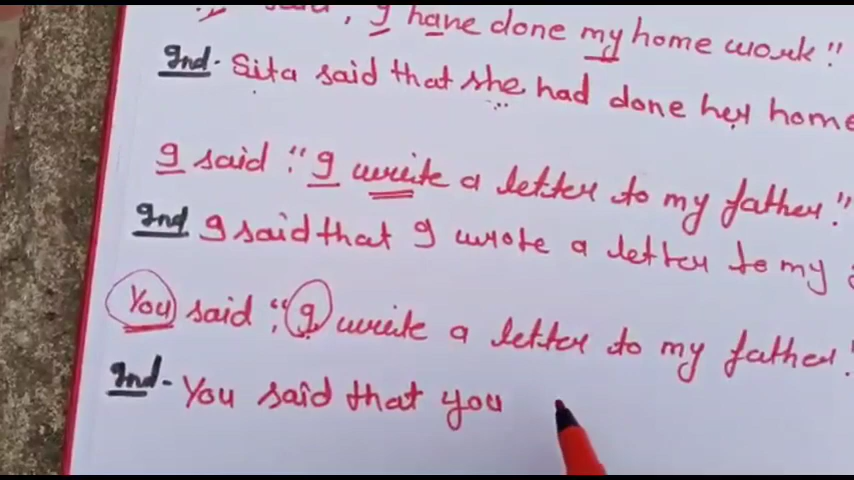 said, I have done my home work"
Ind. Sita said that she had done her home
I said "I write a letter to my father."
Ind I said that I wrote a letter to my
You said "I write a letter to my father."
Ind- You said that you